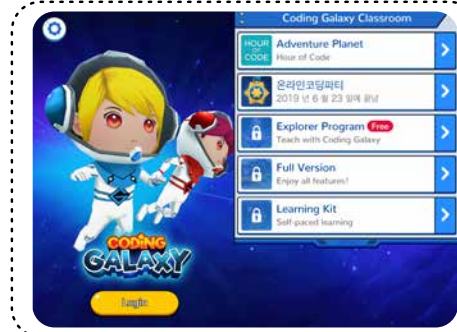 Coding Galaxy Classroom
HOUR
OF
CODE
Adventure Planet
Hour of Code
온라인코딩파티
2019 년 6 월 23 일에 끝남
Explorer Program Free
Teach with Coding Galaxy
Full Version
Enjoy all features!
Learning Kit
Self-paced learning
CODING
GALAXY
Login